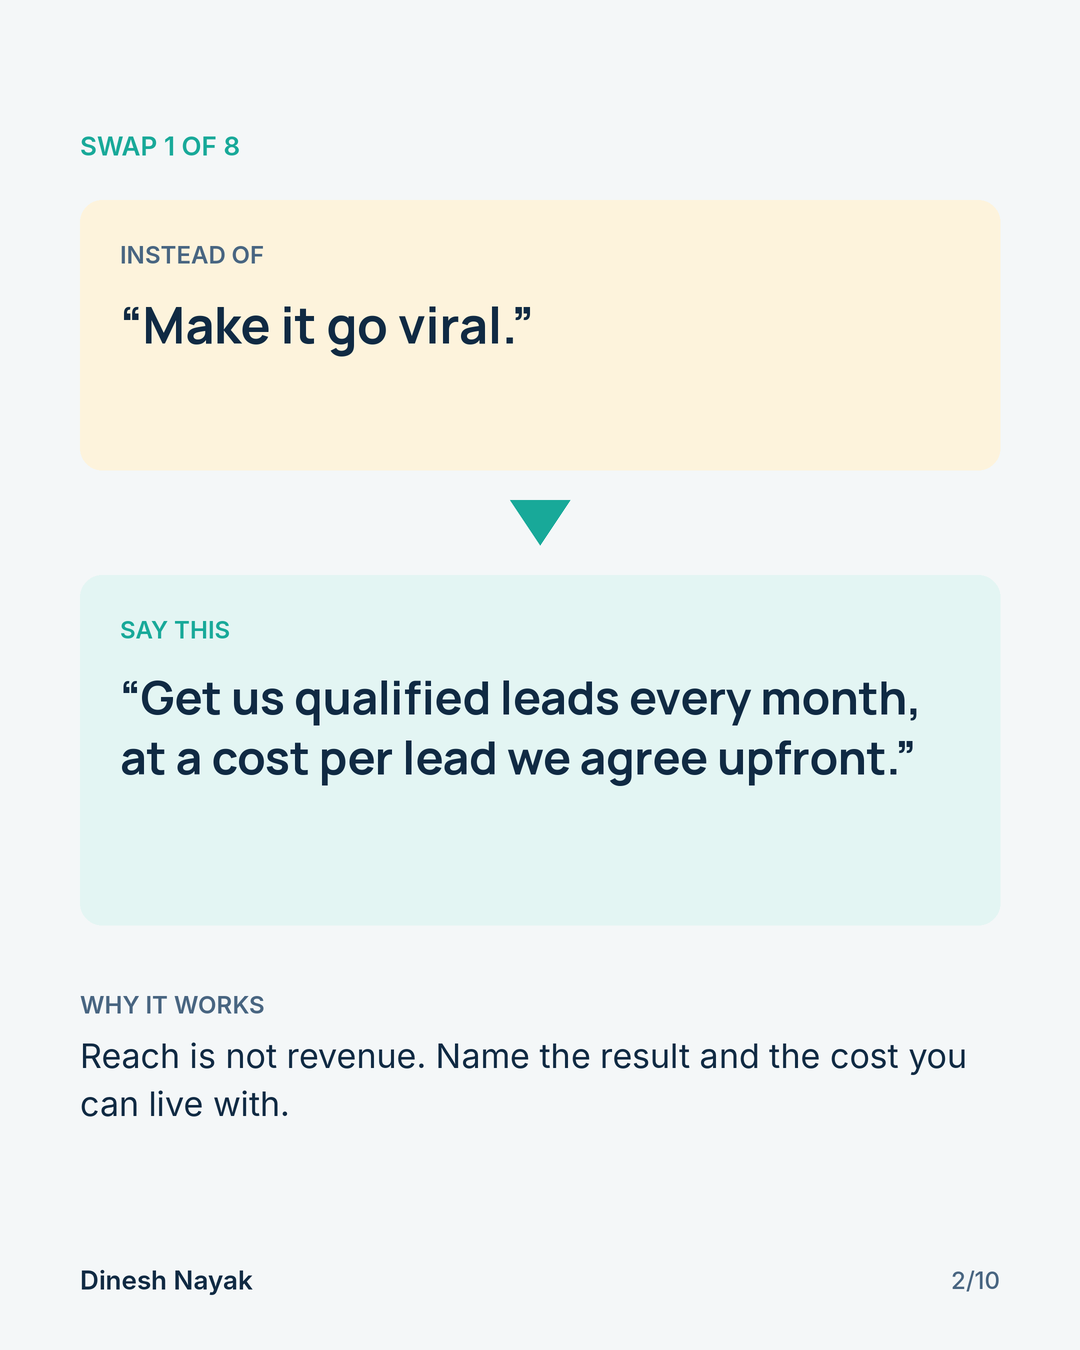 SWAP 1 OF 8
INSTEAD OF
“Make it go viral.”
SAY THIS
“Get us qualified leads every month,
at a cost per lead we agree upfront.”
WHY IT WORKS
Reach is not revenue. Name the result and the cost you
can live with.
Dinesh Nayak
2/10